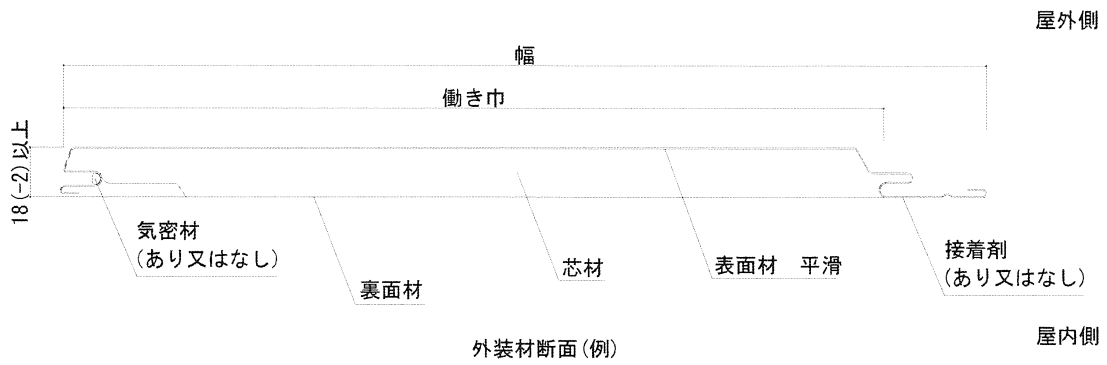 屋外側
幅
働き巾
18(-2)以上
気密材
(あり又はなし)
裏面材
芯材
表面材 平滑
接着剤
(あり又はなし)
屋内側
外装材断面(例)